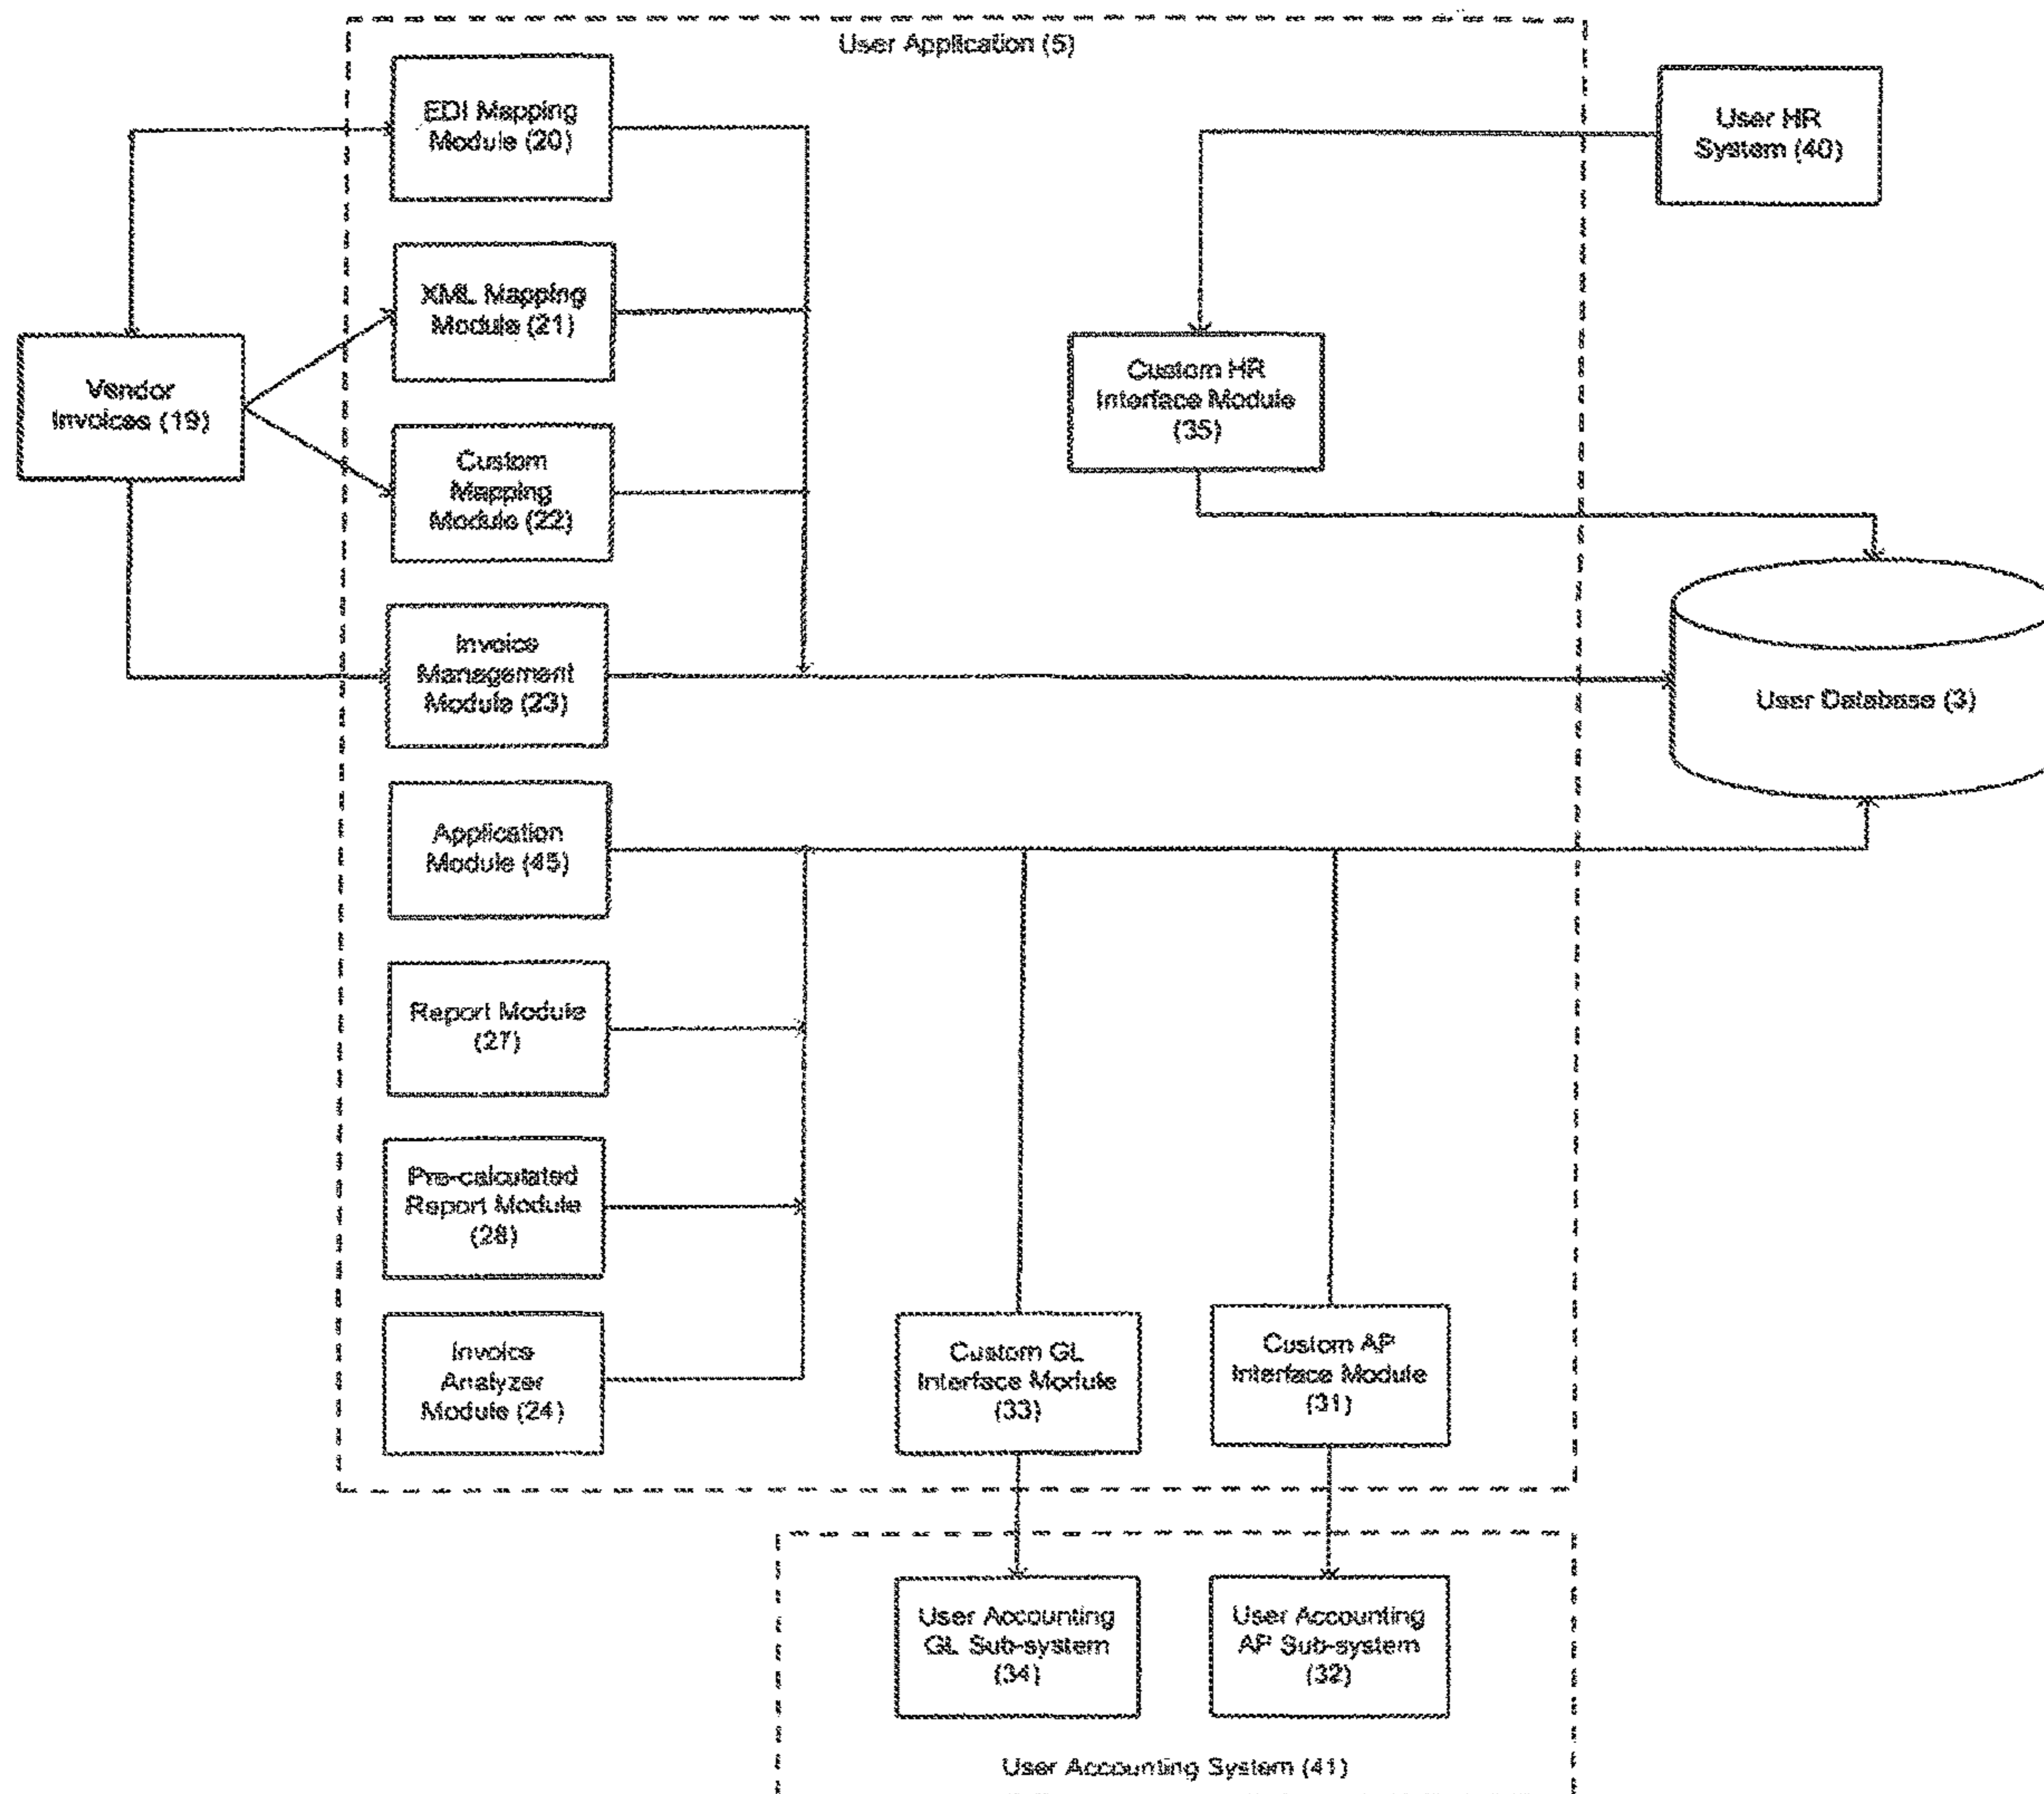 User Application (5)
EDI Mapping
Module (20)
User HR
System (40)
XML Mapping
Module (21)
Vendor
Invoices (19)
Custom HR
Interface Module
(35)
Custom
Mapping
Module (22)
Invoice
Management
Module (23)
User Database (3)
Application
Module (45)
Report Module
(27)
Pre-calculated
Report Module
(28)
Invoice
Analyzer
Module (24)
Custom GL
Interface Module
(33)
Custom AP
Interface Module
(31)
User Accounting
GL Sub-system
(34)
User Accounting
AP Sub-system
(32)
User Accounting System (41)